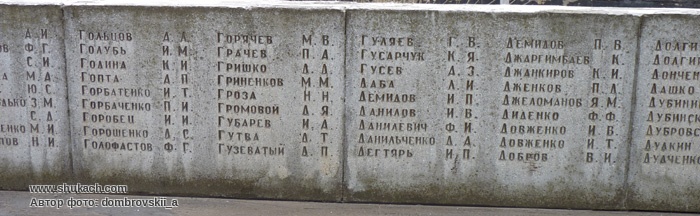 А. И.
Ф. Г.
С. И.
М. А.
Ю. С.
З. М.
С. А.
М. И.
Н. И.
ГОЛЬЦОВ А. А.
ГОЛУБЬ И. М.
ГОДИНА К. И.
ГОПТА Д. П.
ГОРБАТЕНКО И. Т.
ГОРБАЧЕНКО П. И.
ГОРОБЕЦ И. И.
ГОРОШЕНКО Д. С.
ГОЛОФАСТОВ Ф. Г.
ГОРЯЧЕВ М. В.
ГРАЧЕВ П. А.
ГРИШКО А. Д.
ГРИНЕНКОВ М. М.
ГРОЗА Н. Н.
ГРОМОВОЙ Д. Я.
ГУБАРЕВ И. Д.
ГУТВА Д. Т.
ГУЗЕВАТЫЙ Д. П.
ГУЛЯЕВ Г. В.
ГУСАРЧУК К. Я.
ГУСЕВ А. З.
ДАБА Л. И.
ДЕМИДОВ И. П.
ДАНИЛОВ И. В.
ДАНИЛЕВИЧ Ф. И.
ДАНИЛЬЧЕНКО Д. А.
ДЕГТЯРЬ И. П.
ДЕМИДОВ П. В.
ДЖАРГИМБАЕВ К.
ДЖАНКИРОВ К. И.
ДЖЕНКОВ П. Д.
ДЖЕЛОМАНОВ Я. М.
ДИДЕНКО Ф. Ф.
ДОВЖЕНКО И. В.
ДОВЖЕНКО И. Т.
ДОБРОВ В. И.
www.shukach.com
Автор фото: dombrovskii_a